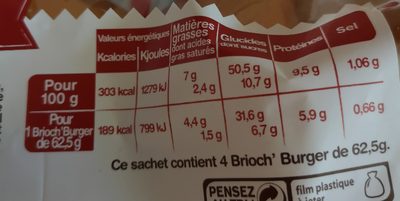 Valeurs énergétiques
Kcalories Kjoules
Matières grasses dont acides gras saturés
Glucides dont sucres
Protéines
Sel
Pour 100 g
303 kcal 1279 kJ 7 g 2,4 g 50,5 g 10,7 g 9,5 g 1,06 g
Pour 1 Brioch' Burger de 62,5 g
189 kcal 799 kJ 4,4 g 1,5 g 31,6 g 6,7 g 5,9 g 0,66 g
Ce sachet contient 4 Brioch' Burger de 62,5g.
PENSEZ
film plastique